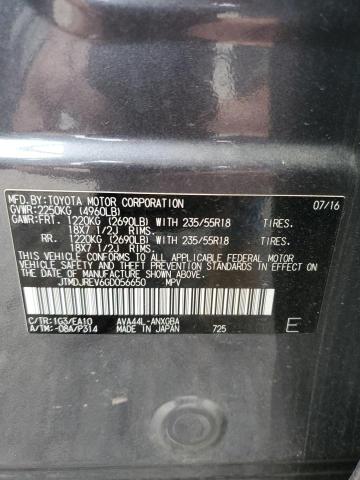 MFD.BY:TOYOTA MOTOR CORPORATION 07/16
GVWR:2250KG (4960LB)
GAWR:FRT. 1220KG (2690LB) WITH 235/55R18 TIRES.
18X7 1/2J RIMS.
RR. 1220KG (2690LB) WITH 235/55R18 TIRES.
18X7 1/2J RIMS.
THIS VEHICLE CONFORMS TO ALL APPLICABLE
FEDERAL MOTOR VEHICLE SAFETY STANDARDS IN EFFECT
ON THE DATE OF MANUFACTURE SHOWN ABOVE.
JTMDJREV6GD056650 MPV
C/TR:1G3/EA10 AVA44L-ANXGBA
A/TM:-08A/P314 MADE IN JAPAN 725 E